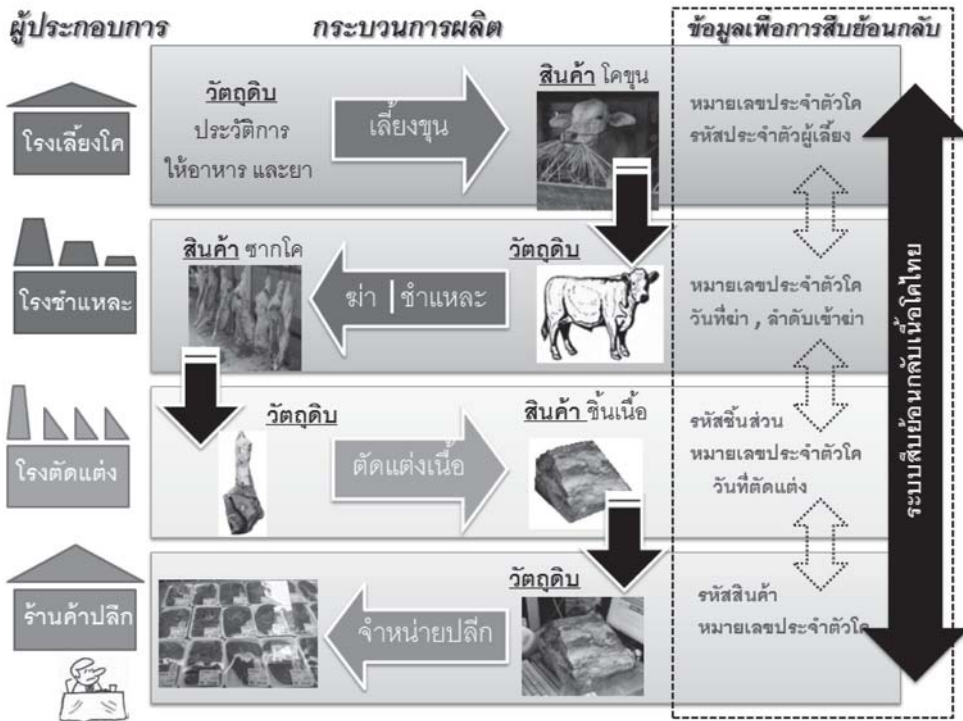 ผู้ประกอบการ
กระบวนการผลิต
ข้อมูลเพื่อการสืบย้อนกลับ
โรงเลี้ยงโค
วัตถุดิบ
ประวัติการ
ให้อาหาร และยา
เลี้ยงขุน
สินค้า โคขุน
หมายเลขประจำตัวโค
รหัสประจำตัวผู้เลี้ยง
โรงชำแหละ
สินค้า ซากโค
ฆ่า | ชำแหละ
วัตถุดิบ
หมายเลขประจำตัวโค
วันที่ฆ่า , ลำดับเข้าฆ่า
โรงตัดแต่ง
วัตถุดิบ
ตัดแต่งเนื้อ
สินค้า ชิ้นเนื้อ
รหัสชิ้นส่วน
หมายเลขประจำตัวโค
วันที่ตัดแต่ง
ร้านค้าปลีก
จำหน่ายปลีก
วัตถุดิบ
รหัสสินค้า
หมายเลขประจำตัวโค
ระบบสืบย้อนกลับเนื้อโคไทย